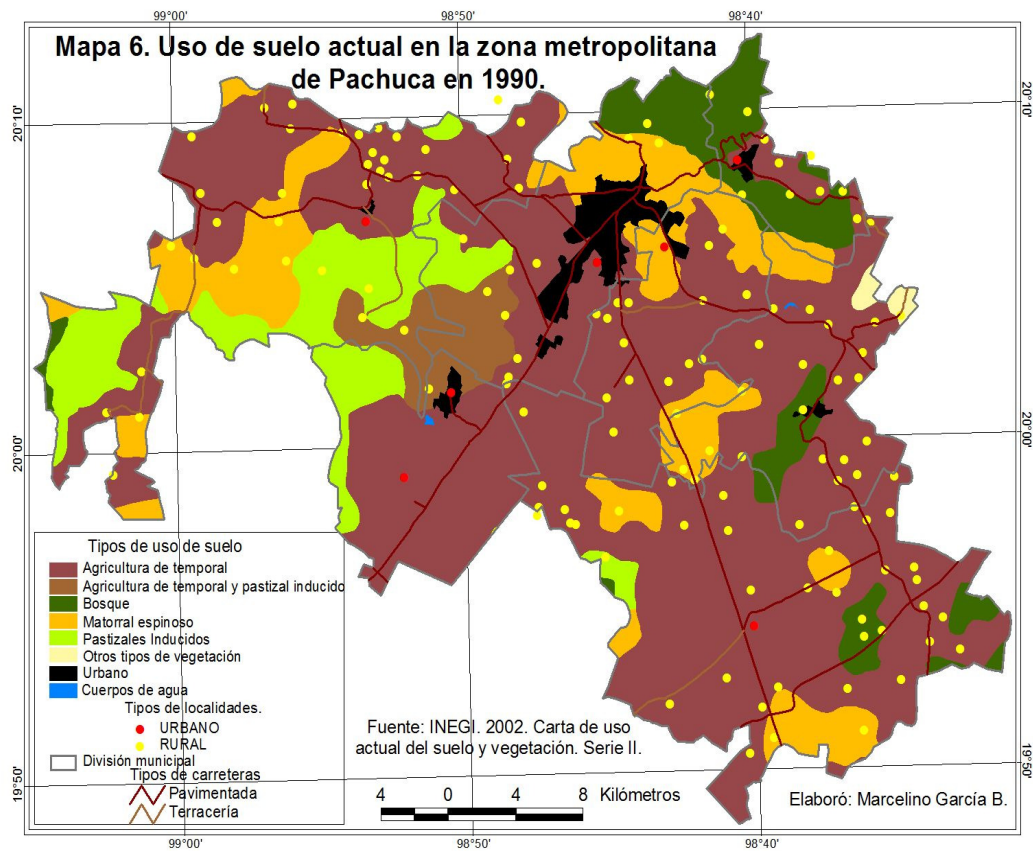 99°00' 98°50' 98°40'
Mapa 6. Uso de suelo actual en la zona metropolitana
de Pachuca en 1990.
20°10' 20°10'
20°00' 20°00'
19°50' 19°50'
Tipos de uso de suelo
Agricultura de temporal
Agricultura de temporal y pastizal inducido
Bosque
Matorral espinoso
Pastizales Inducidos
Otros tipos de vegetación
Urbano
Cuerpos de agua
Tipos de localidades.
URBANO
RURAL
División municipal
Tipos de carreteras
Pavimentada
Terracería
Fuente: INEGI. 2002. Carta de uso
actual del suelo y vegetación. Serie II.
4 0 4 8 Kilómetros
Elaboró: Marcelino García B.
99°00' 98°50' 98°40'